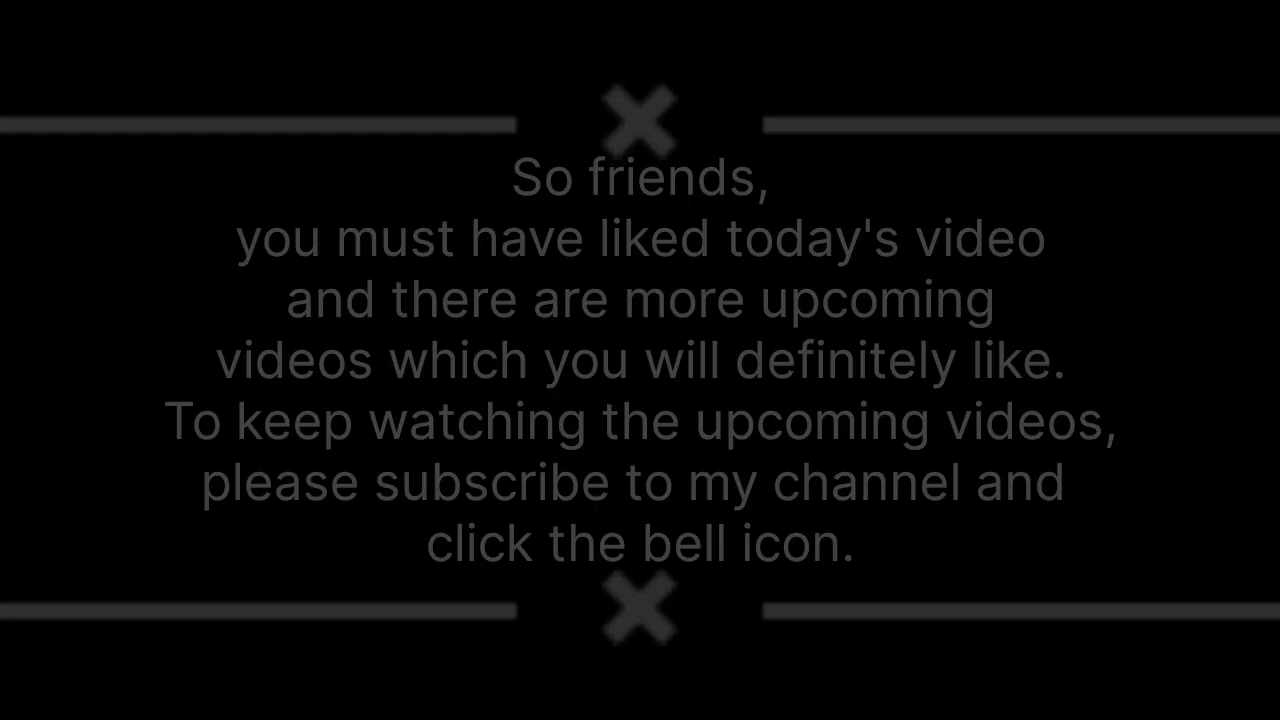 So friends,
you must have liked today's video
and there are more upcoming
videos which you will definitely like.
To keep watching the upcoming videos,
please subscribe to my channel and
click the bell icon.